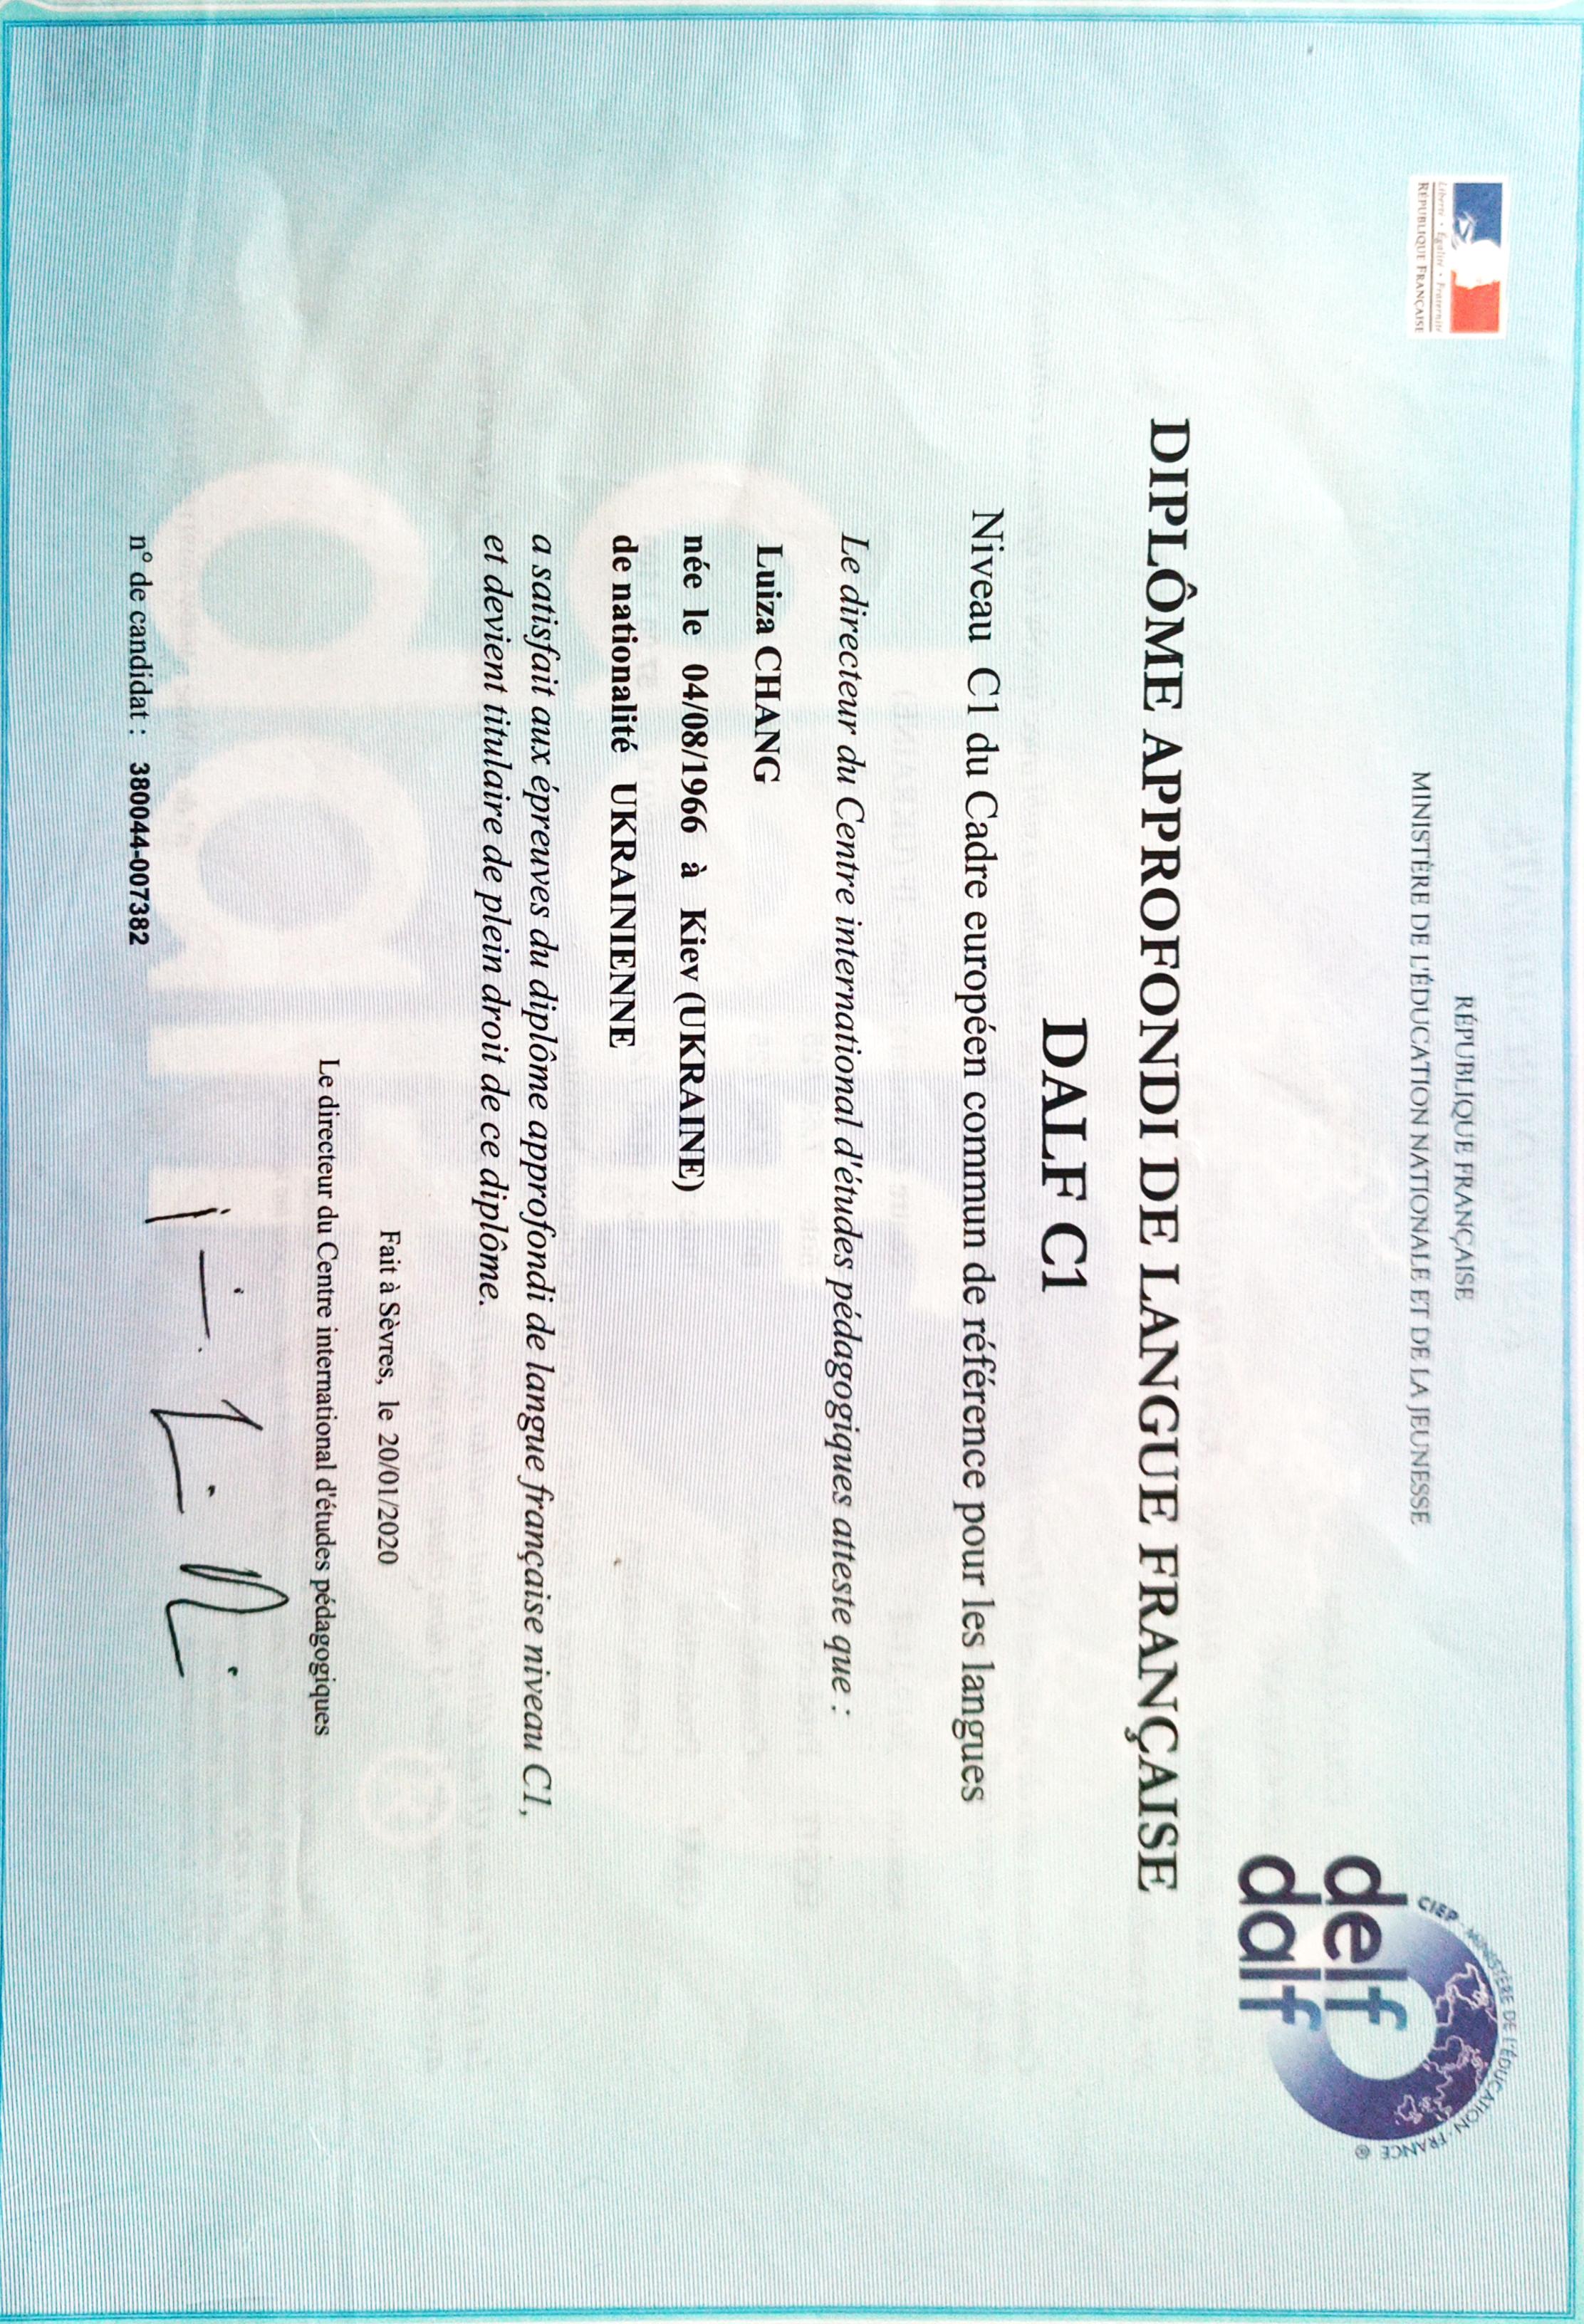 Liberté • Égalité • Fraternité
RÉPUBLIQUE FRANÇAISE
RÉPUBLIQUE FRANÇAISE
MINISTÈRE DE L'ÉDUCATION NATIONALE ET DE LA JEUNESSE
CIEP - MINISTÈRE DE L'ÉDUCATION - FRANCE ®
delf
dalf
DIPLÔME APPROFONDI DE LANGUE FRANÇAISE
DALF C1
Niveau C1 du Cadre européen commun de référence pour les langues
Le directeur du Centre international d'études pédagogiques atteste que :
Luiza CHANG
née le 04/08/1966 à Kiev (UKRAINE)
de nationalité UKRAINIENNE
a satisfait aux épreuves du diplôme approfondi de langue française niveau C1,
et devient titulaire de plein droit de ce diplôme.
Fait à Sèvres, le 20/01/2020
Le directeur du Centre international d'études pédagogiques
n° de candidat : 380044-007382